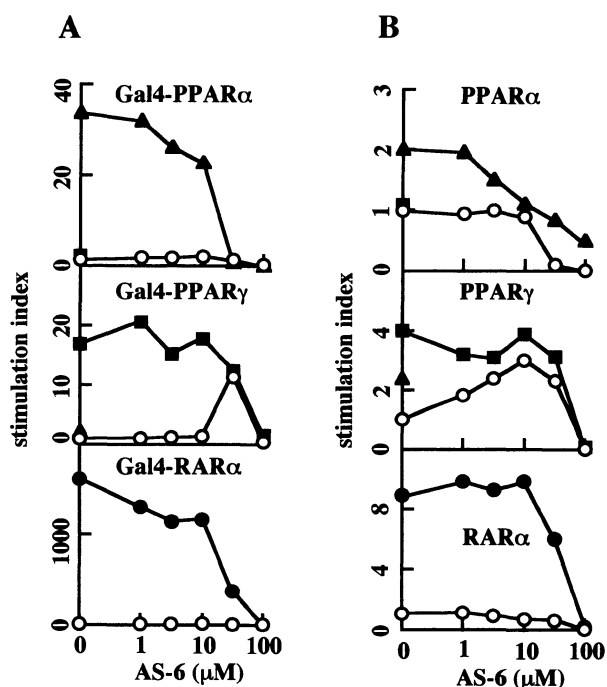 A
B
Gal4-PPARα
PPARα
40
20
0
3
2
1
0
Gal4-PPARγ
PPARγ
20
10
0
4
2
0
Gal4-RARα
RARα
1000
0
8
4
0
stimulation index
stimulation index
0 1 10 100
0 1 10 100
AS-6 (μM)
AS-6 (μM)